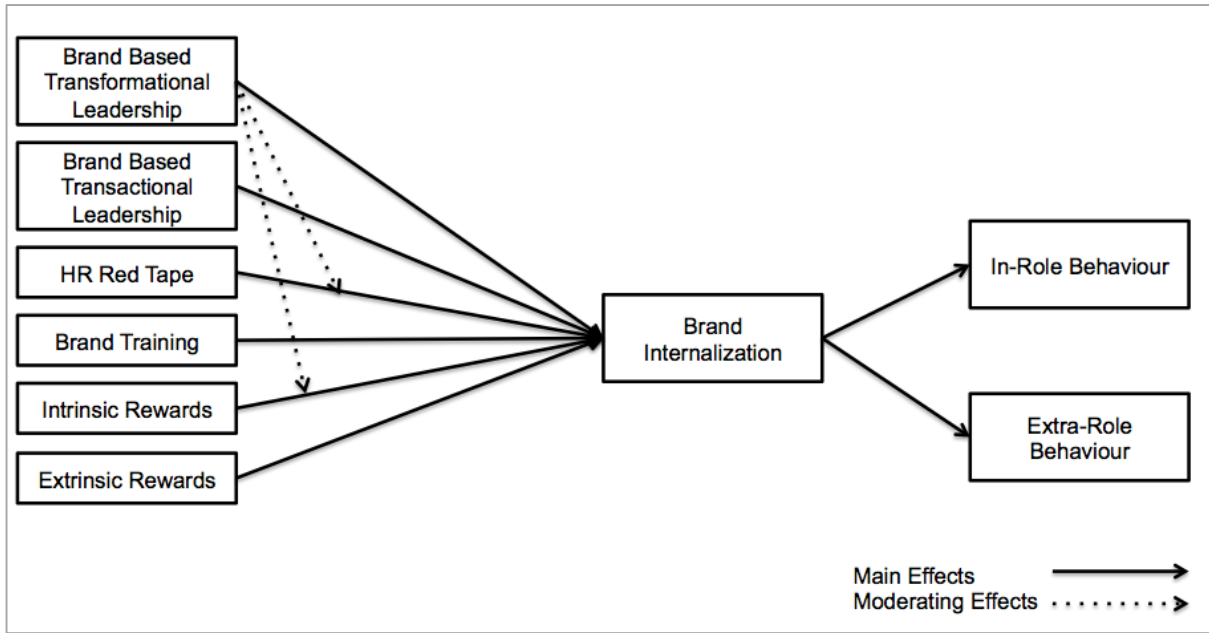 Brand Based
Transformational
Leadership
Brand Based
Transactional
Leadership
HR Red Tape
Brand Training
Intrinsic Rewards
Extrinsic Rewards
Brand
Internalization
In-Role Behaviour
Extra-Role
Behaviour
Main Effects
Moderating Effects